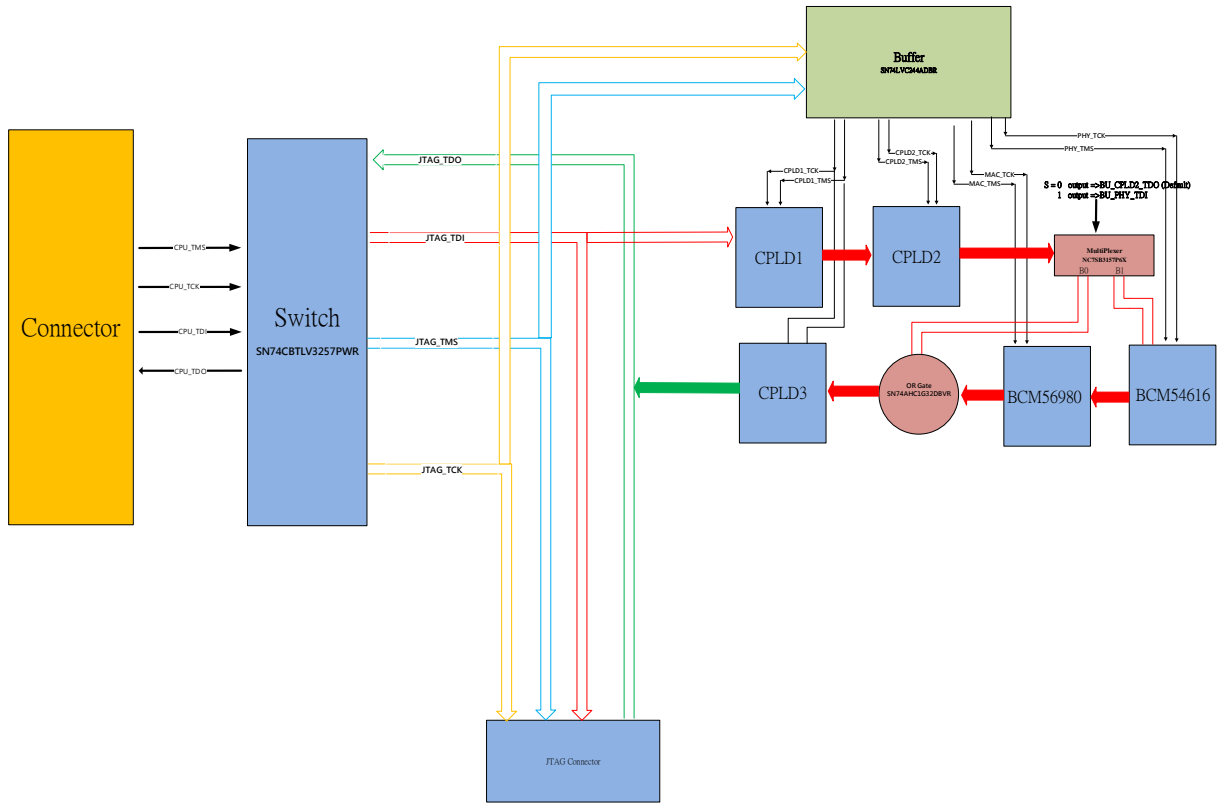 Buffer
SN74LVC244ADBR
PHY_TCK
PHY_TMS
CPLD2_TCK
CPLD2_TMS
JTAG_TDO
CPLD1_TCK
CPLD1_TMS
MAC_TCK
MAC_TMS
S = 0 output =>BU_CPLD2_TDO (Default)
1 output =>BU_PHY_TDI
CPU_TMS
JTAG_TDI
CPLD1
CPLD2
MultiPlexer
NC7SB3157P6X
B0 B1
CPU_TCK
Connector
Switch
SN74CBTLV3257PWR
CPU_TDI
JTAG_TMS
CPU_TDO
CPLD3
OR Gate
SN74AHC1G32DBVR
BCM56980
BCM54616
JTAG_TCK
JTAG Connector